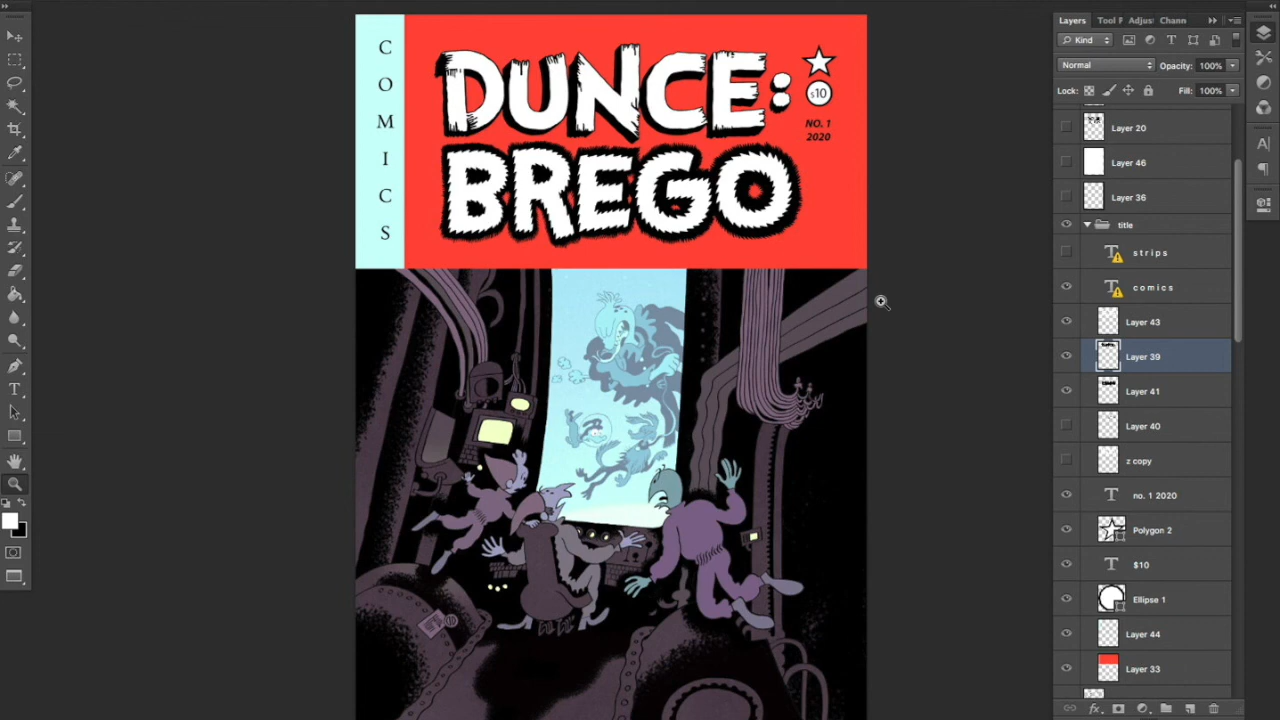 Layers
Tool P
Adjus
Chann
Kind
Normal
Opacity: 100%
Lock:
Fill: 100%
Layer 20
Layer 46
Layer 36
title
strips
comics
Layer 43
Layer 39
Layer 41
Layer 40
z copy
no. 1 2020
Polygon 2
$10
Ellipse 1
Layer 44
Layer 33
COMICS
DUNCE:
BREGO
$10
NO. 1
2020